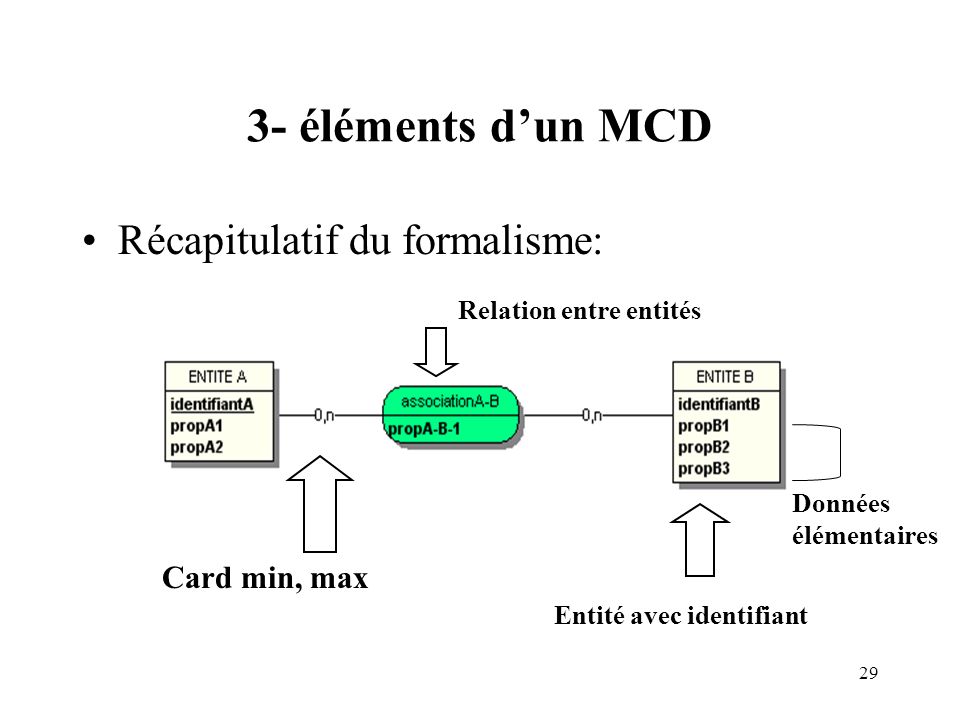 3- éléments d’un MCD
• Récapitulatif du formalisme:
Relation entre entités
ENTITE A
identifiantA
propA1
propA2
0,n
associationA-B
propA-B-1
0,n
ENTITE B
identifiantB
propB1
propB2
propB3
Données
élémentaires
Card min, max
Entité avec identifiant
29